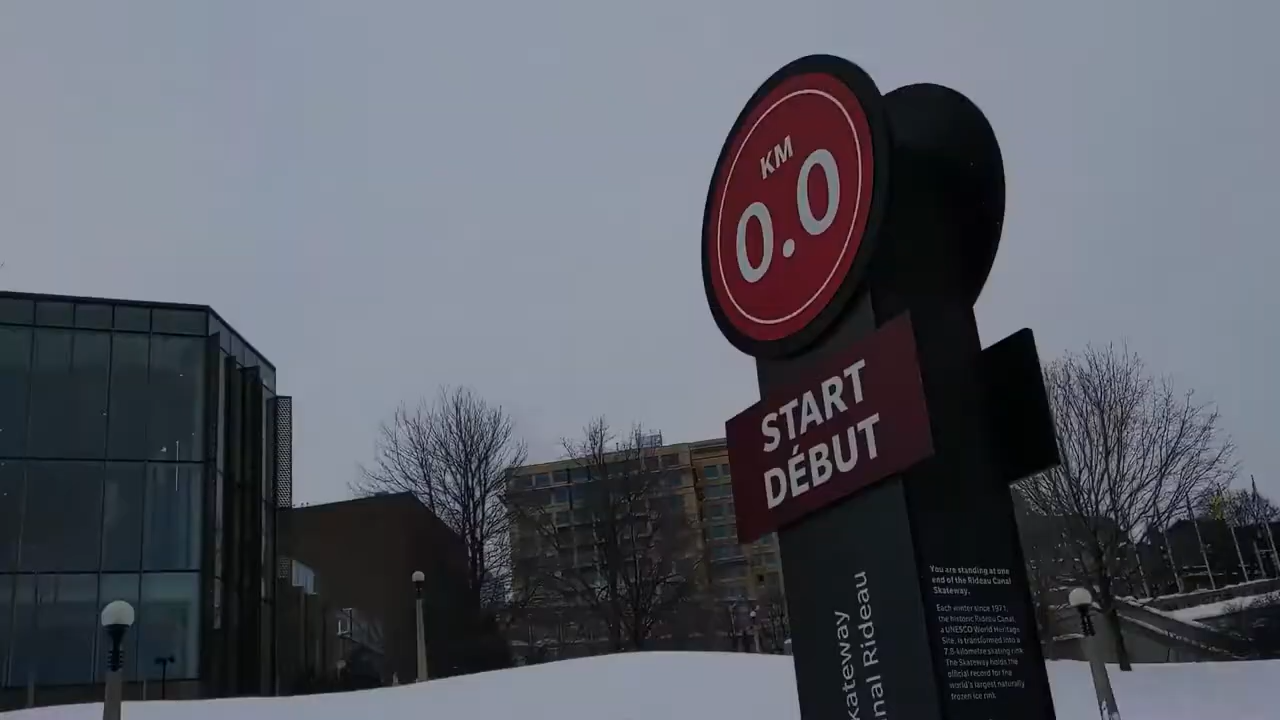 KM
0.0
START
DÉBUT
kateway
nal Rideau
You are standing at one
end of the Rideau Canal
Skateway.
Each winter since 1971,
the historic Rideau Canal,
a UNESCO World Heritage
Site, is transformed into a
7.8-kilometre skating rink.
The Skateway holds the
official record for the
world's largest naturally
frozen ice rink.